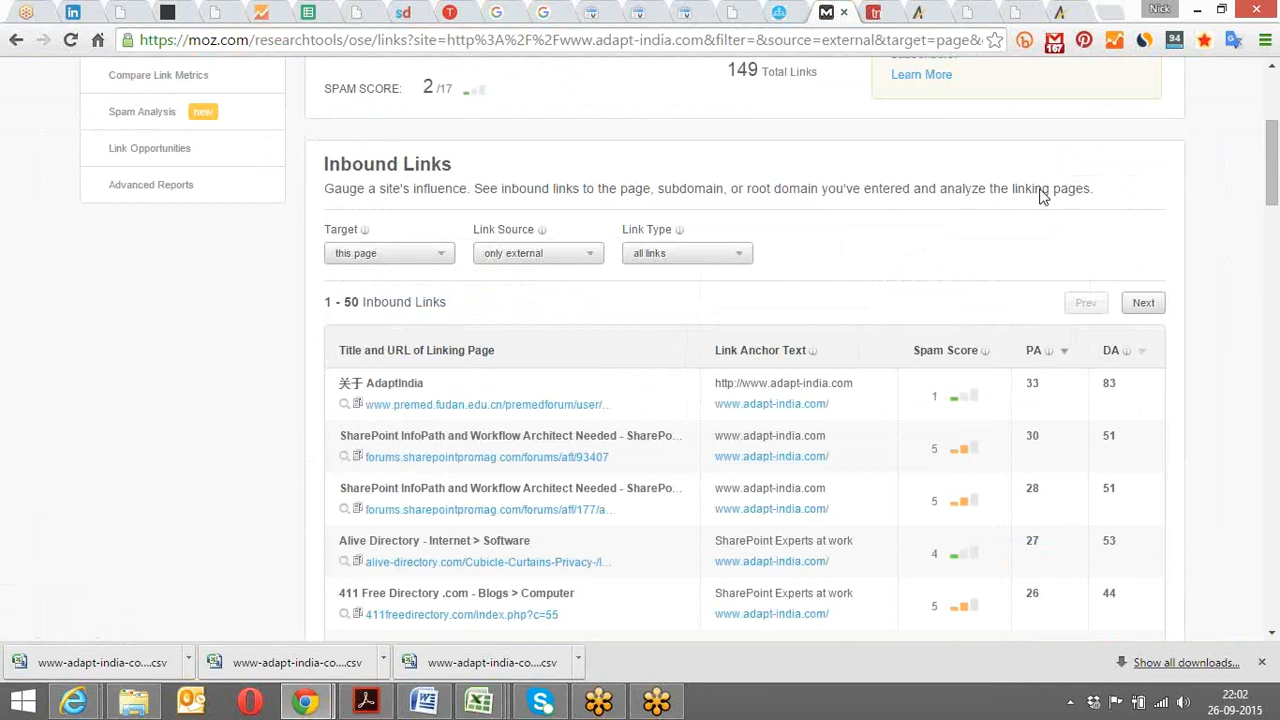 Nick
https://moz.com/researchtools/ose/links?site=http%3A%2F%2Fwww.adapt-india.com&filter=&source=external&target=page&
167
94
Compare Link Metrics
Spam Analysis new
Link Opportunities
Advanced Reports
SPAM SCORE: 2 /17
149 Total Links
Learn More
Inbound Links
Gauge a site's influence. See inbound links to the page, subdomain, or root domain you've entered and analyze the linking pages.
Target Link Source Link Type
this page only external all links
1 - 50 Inbound Links Prev Next
Title and URL of Linking Page Link Anchor Text Spam Score PA DA
关于 AdaptIndia http://www.adapt-india.com 1 33 83
www.premed.fudan.edu.cn/premedforum/user/... www.adapt-india.com/
SharePoint InfoPath and Workflow Architect Needed - SharePo... www.adapt-india.com 5 30 51
forums.sharepointpromag.com/forums/aft/93407 www.adapt-india.com/
SharePoint InfoPath and Workflow Architect Needed - SharePo... www.adapt-india.com 5 28 51
forums.sharepointpromag.com/forums/aff/177/a... www.adapt-india.com/
Alive Directory - Internet > Software SharePoint Experts at work 4 27 53
alive-directory.com/Cubicle-Curtains-Privacy-/I... www.adapt-india.com/
411 Free Directory .com - Blogs > Computer SharePoint Experts at work 5 26 44
411freedirectory.com/index.php?c=55 www.adapt-india.com/
www-adapt-india-co....csv www-adapt-india-co....csv www-adapt-india-co....csv Show all downloads...
22:02
26-09-2015